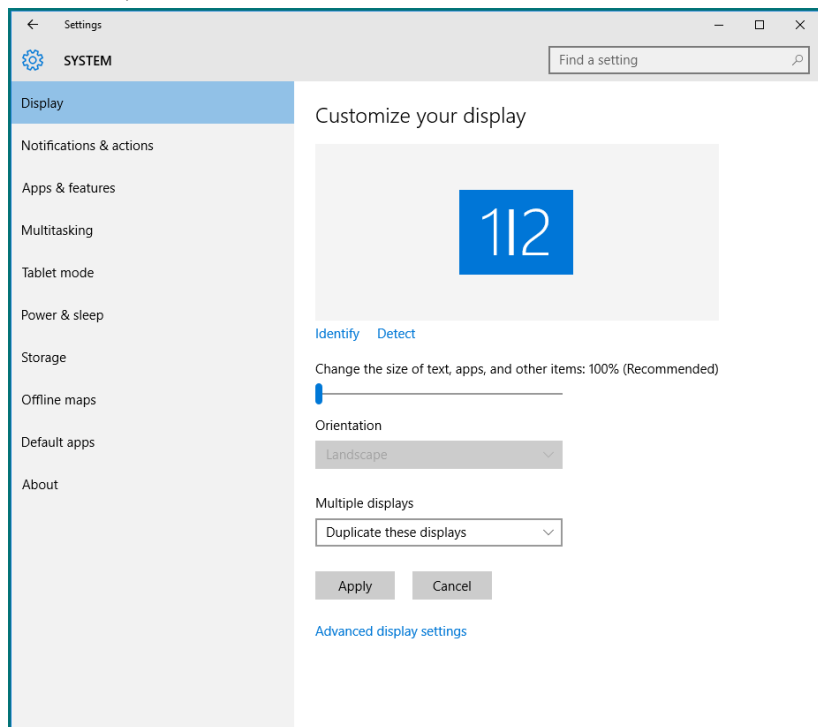 Settings
SYSTEM
Find a setting
Display
Notifications & actions
Apps & features
Multitasking
Tablet mode
Power & sleep
Storage
Offline maps
Default apps
About
Customize your display
1|2
Identify Detect
Change the size of text, apps, and other items: 100% (Recommended)
Orientation
Landscape
Multiple displays
Duplicate these displays
Apply Cancel
Advanced display settings